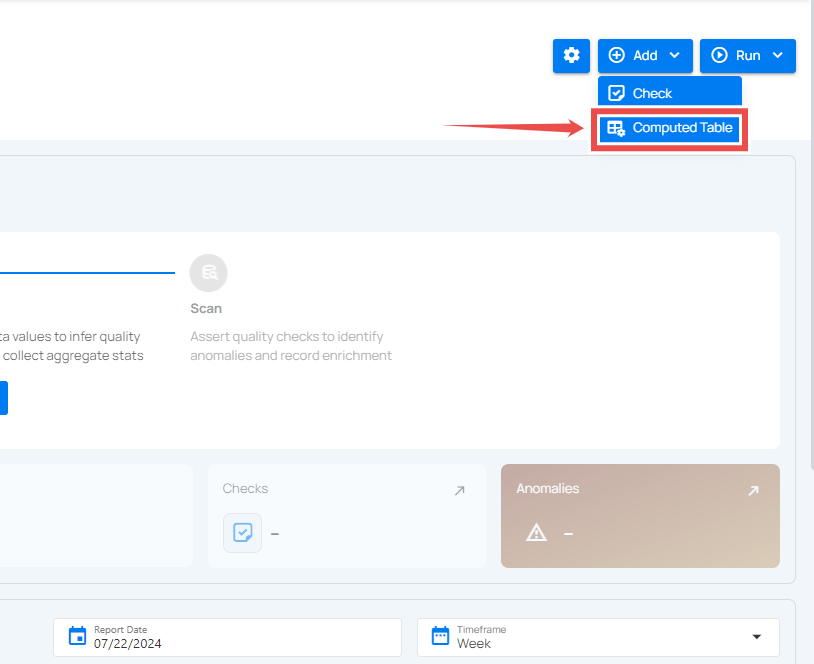 Add
Run
Check
Computed Table
Scan
ta values to infer quality
collect aggregate stats
Assert quality checks to identify
anomalies and record enrichment
Checks
–
Anomalies
–
Report Date
07/22/2024
Timeframe
Week